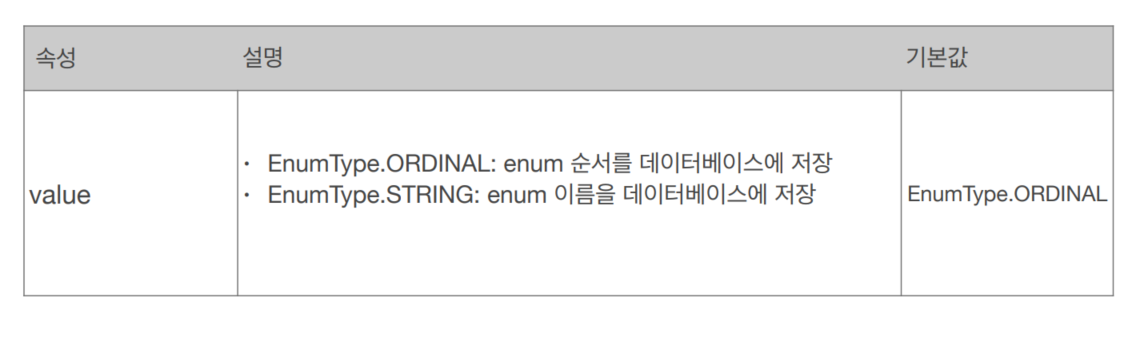 속성 설명 기본값
value
• EnumType.ORDINAL: enum 순서를 데이터베이스에 저장
• EnumType.STRING: enum 이름을 데이터베이스에 저장
EnumType.ORDINAL